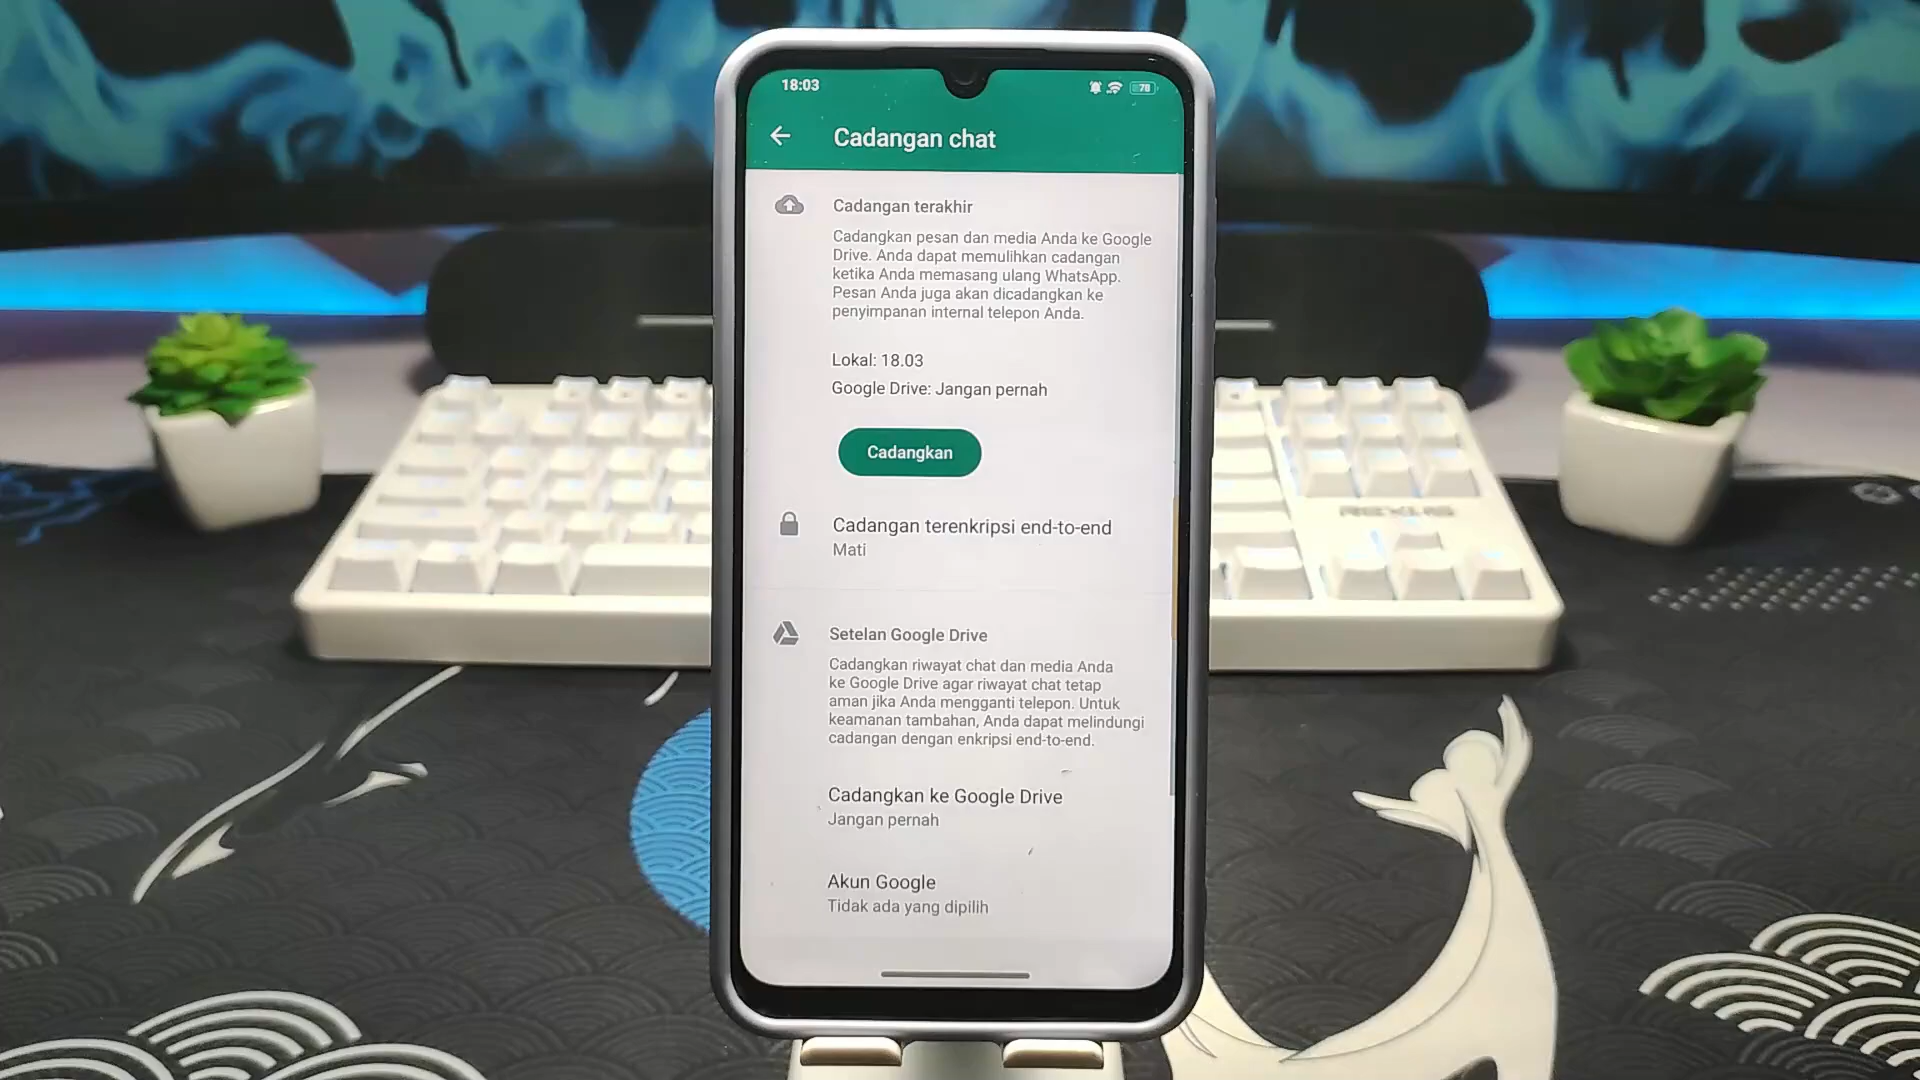 18:03
78
Cadangan chat
Cadangan terakhir
Cadangkan pesan dan media Anda ke Google
Drive. Anda dapat memulihkan cadangan
ketika Anda memasang ulang WhatsApp.
Pesan Anda juga akan dicadangkan ke
penyimpanan internal telepon Anda.
Lokal: 18.03
Google Drive: Jangan pernah
Cadangkan
Cadangan terenkripsi end-to-end
Mati
REXUS
Setelan Google Drive
Cadangkan riwayat chat dan media Anda
ke Google Drive agar riwayat chat tetap
aman jika Anda mengganti telepon. Untuk
keamanan tambahan, Anda dapat melindungi
cadangan dengan enkripsi end-to-end.
Cadangkan ke Google Drive
Jangan pernah
Akun Google
Tidak ada yang dipilih